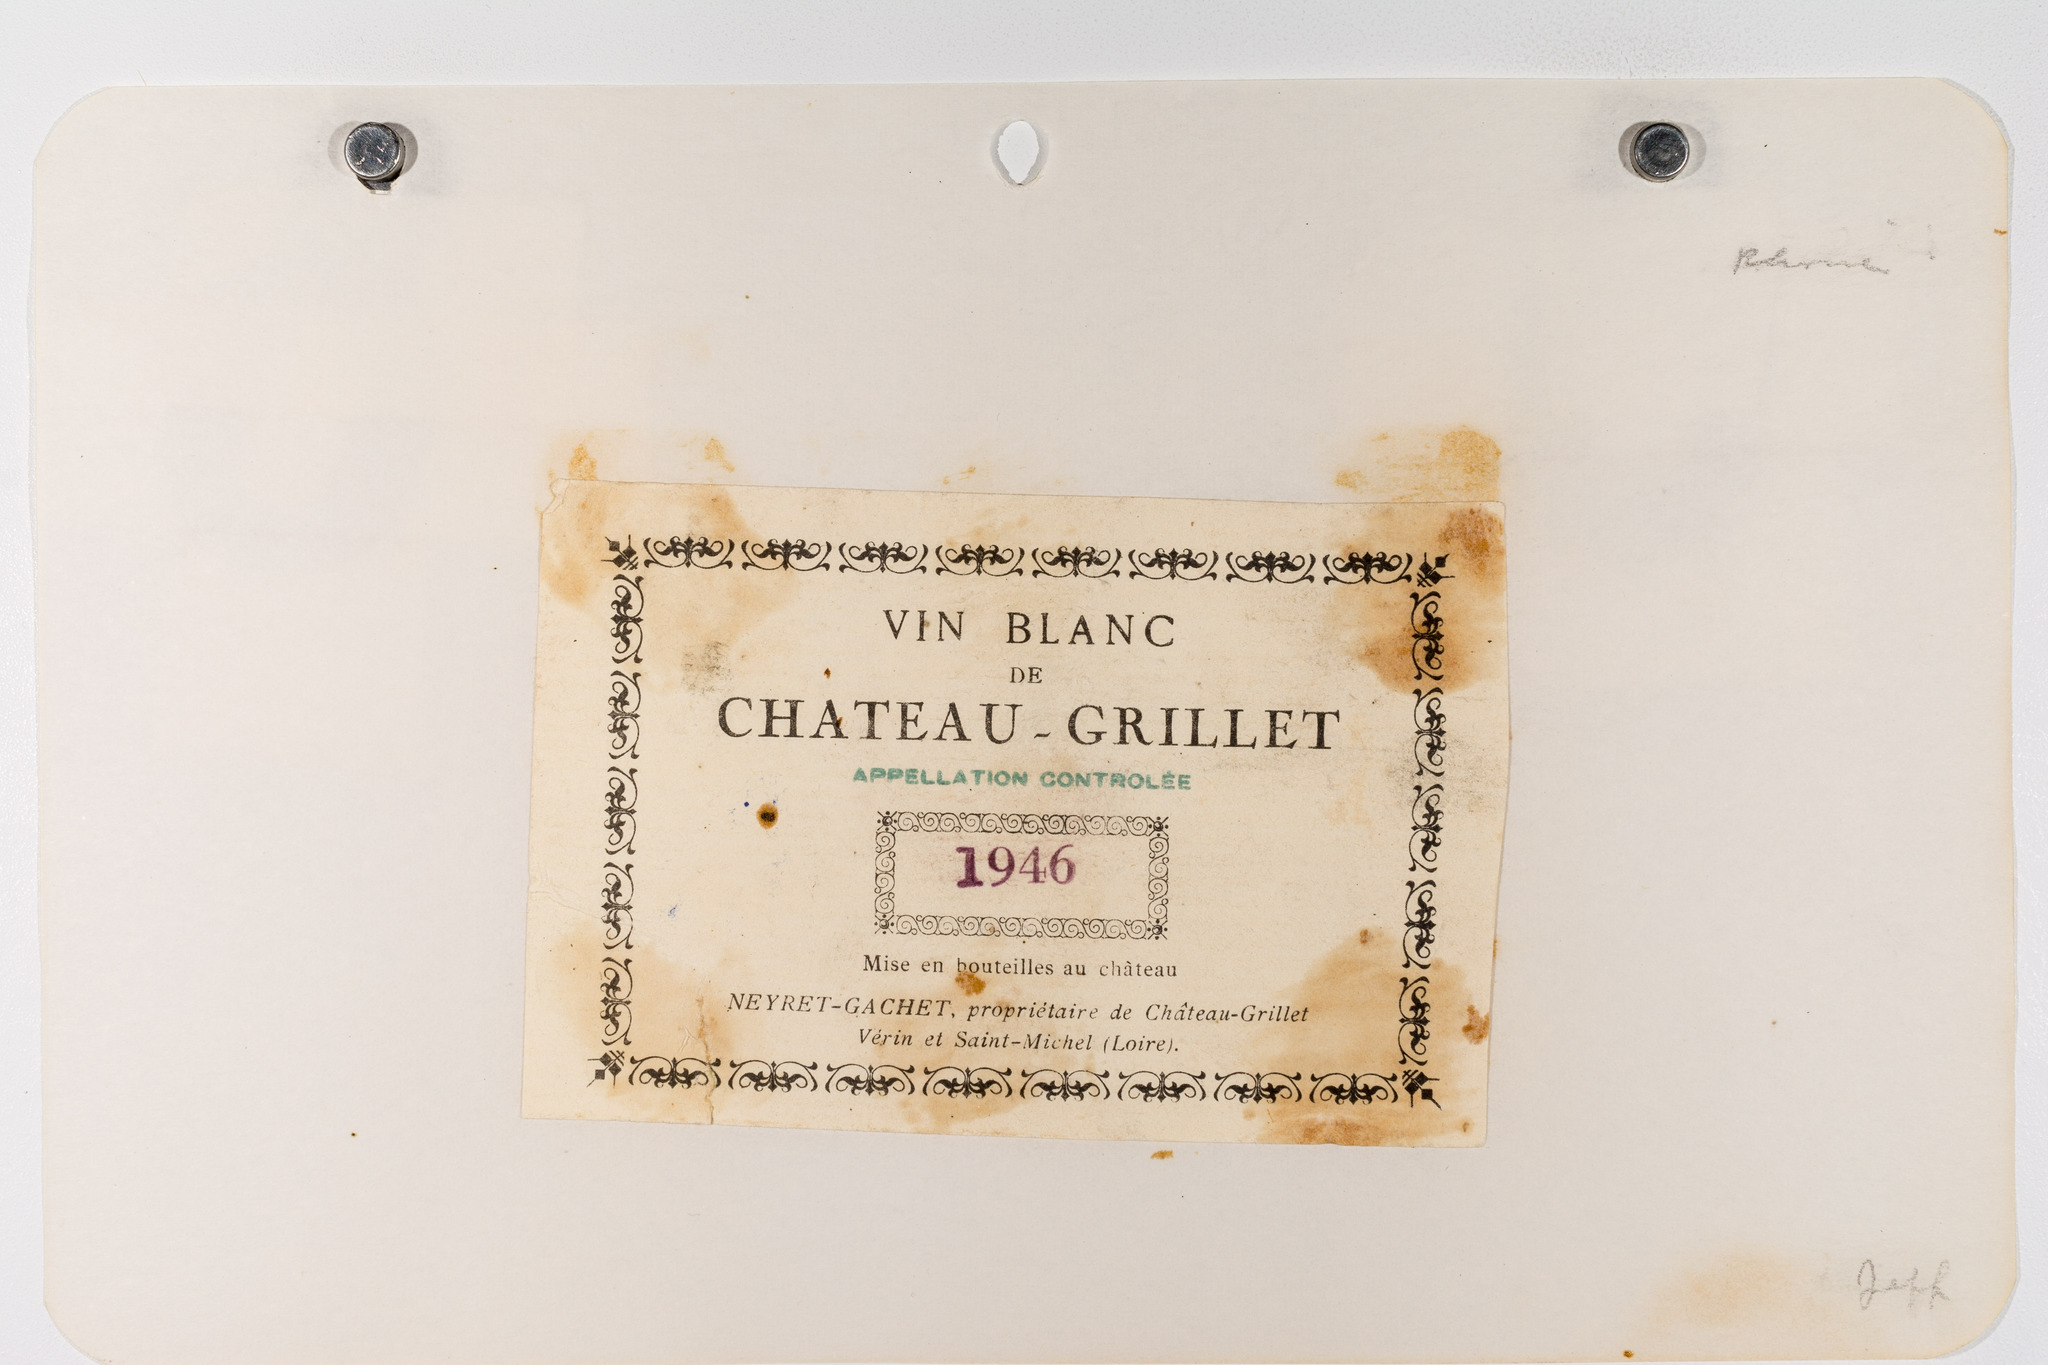 Rhone
VIN BLANC
DE
CHATEAU - GRILLET
APPELLATION CONTROLÉE
1946
Mise en bouteilles au château
NEYRET-GACHET, propriétaire de Château-Grillet
Vérin et Saint-Michel (Loire).